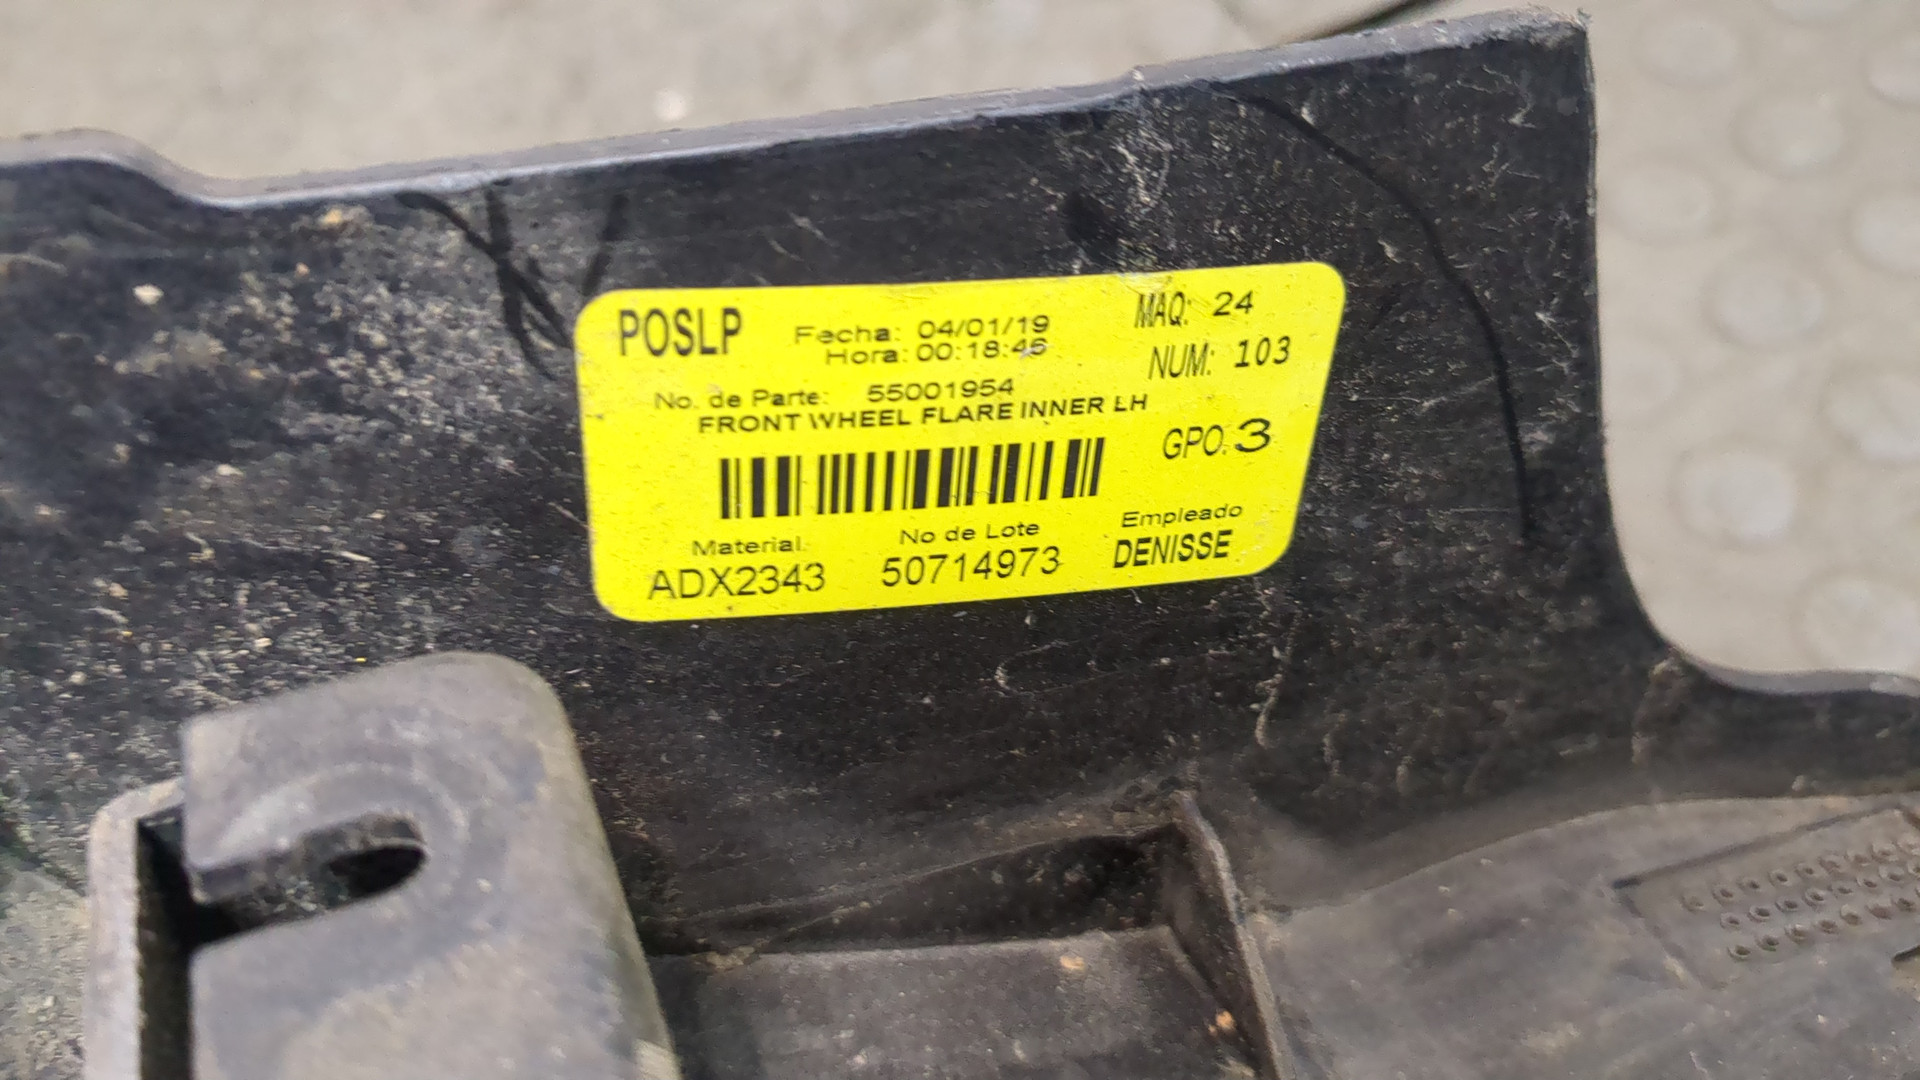 POSLP
Fecha: 04/01/19
Hora: 00:18:46
MAQ: 24
NUM: 103
No. de Parte: 55001954
FRONT WHEEL FLARE INNER LH
GPO. 3
Material
ADX2343
No de Lote
50714973
Empleado
DENISSE